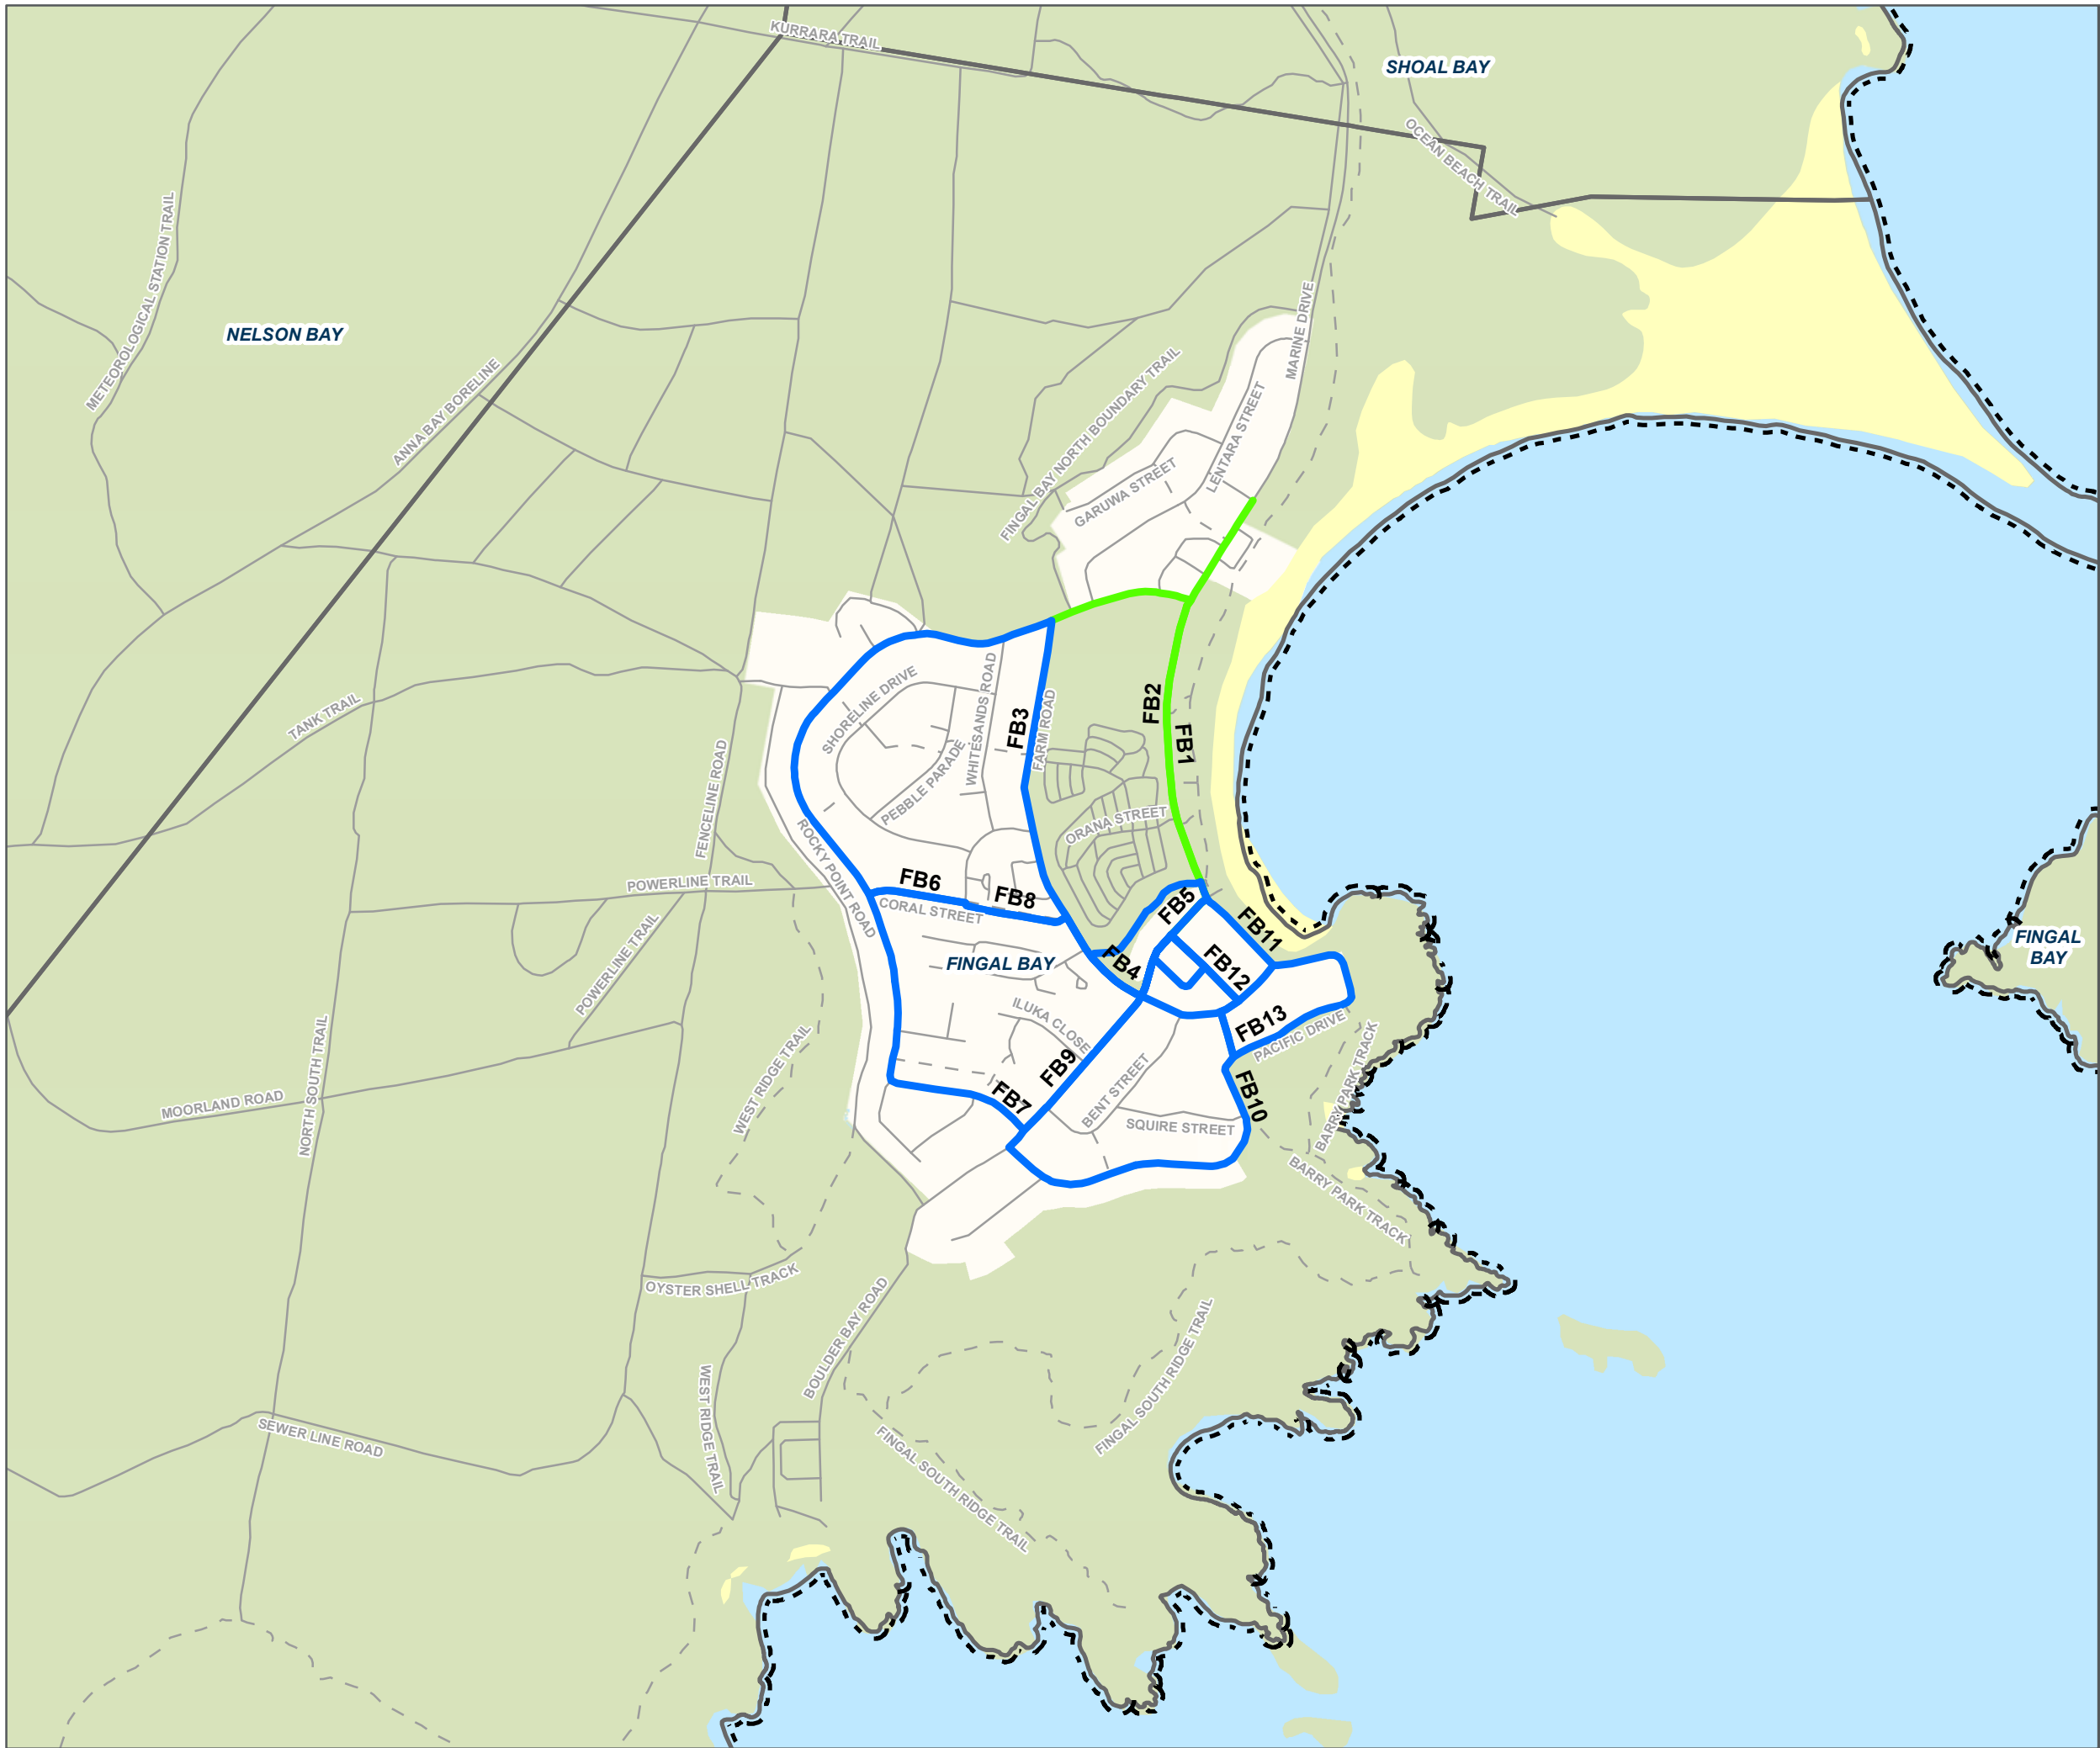 KURRARA TRAIL
SHOAL BAY
OCEAN BEACH TRAIL
METEOROLOGICAL STATION TRAIL
NELSON BAY
MARINE DRIVE
ANNA BAY BORELINE
FINGAL BAY NORTH BOUNDARY TRAIL
LENTARA STREET
GARUWA STREET
SHORELINE DRIVE
WHITESANDS ROAD
FB3
FARM ROAD
FB2
FB1
TANK TRAIL
PEBBLE PARADE
FENCELINE ROAD
ORANA STREET
ROCKY POINT ROAD
POWERLINE TRAIL
FB6
FB8
CORAL STREET
FB5
FB11
POWERLINE TRAIL
FINGAL BAY
FB4
FB12
FINGAL
BAY
ILUKA CLOSE
FB13
PACIFIC DRIVE
NORTH SOUTH TRAIL
WEST RIDGE TRAIL
FB9
BENT STREET
FB10
BARRY PARK TRACK
MOORLAND ROAD
FB7
SQUIRE STREET
BARRY PARK TRACK
OYSTER SHELL TRACK
BOULDER BAY ROAD
FINGAL SOUTH RIDGE TRAIL
WEST RIDGE TRAIL
SEWER LINE ROAD
FINGAL SOUTH RIDGE TRAIL